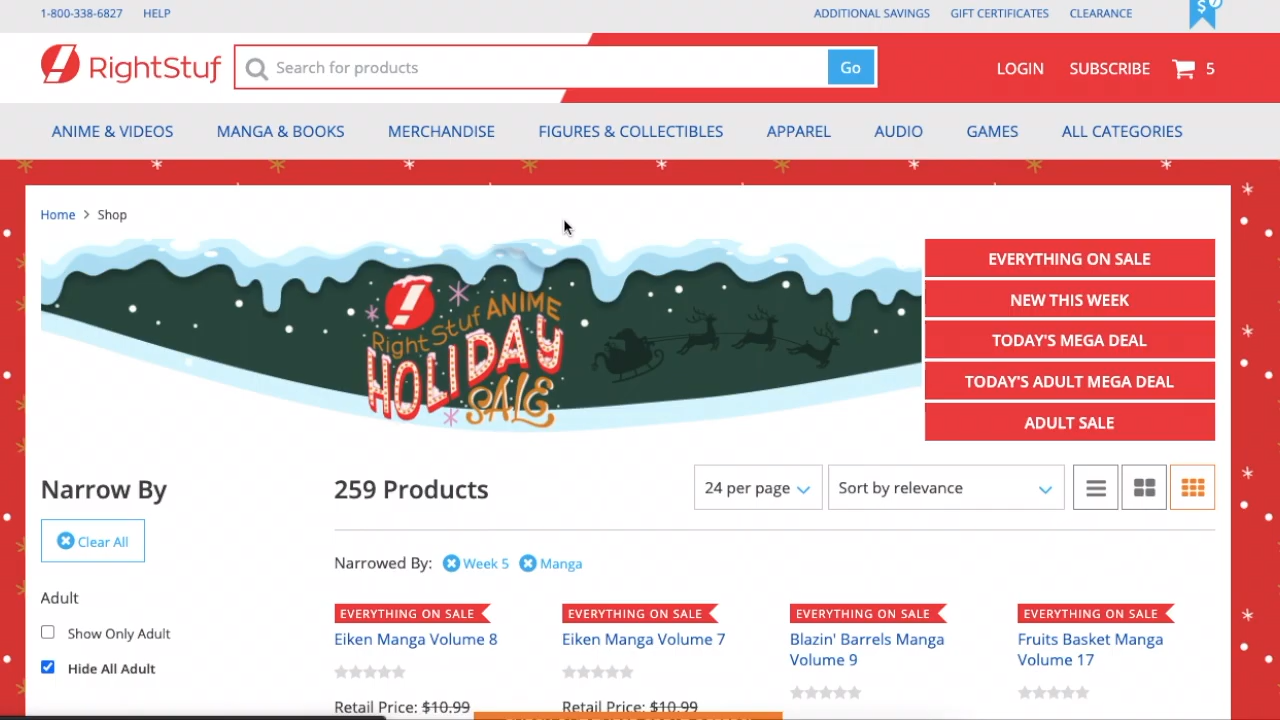 1-800-338-6827 HELP ADDITIONAL SAVINGS GIFT CERTIFICATES CLEARANCE $
RightStuf Search for products Go LOGIN SUBSCRIBE 5
ANIME & VIDEOS MANGA & BOOKS MERCHANDISE FIGURES & COLLECTIBLES APPAREL AUDIO GAMES ALL CATEGORIES
Home > Shop
Right Stuf ANIME
HOLIDAY
SALE
EVERYTHING ON SALE
NEW THIS WEEK
TODAY'S MEGA DEAL
TODAY'S ADULT MEGA DEAL
ADULT SALE
Narrow By
Clear All
Adult
Show Only Adult
Hide All Adult
259 Products 24 per page Sort by relevance
Narrowed By: Week 5 Manga
EVERYTHING ON SALE
Eiken Manga Volume 8
Retail Price: $10.99
EVERYTHING ON SALE
Eiken Manga Volume 7
Retail Price: $10.99
EVERYTHING ON SALE
Blazin' Barrels Manga
Volume 9
EVERYTHING ON SALE
Fruits Basket Manga
Volume 17